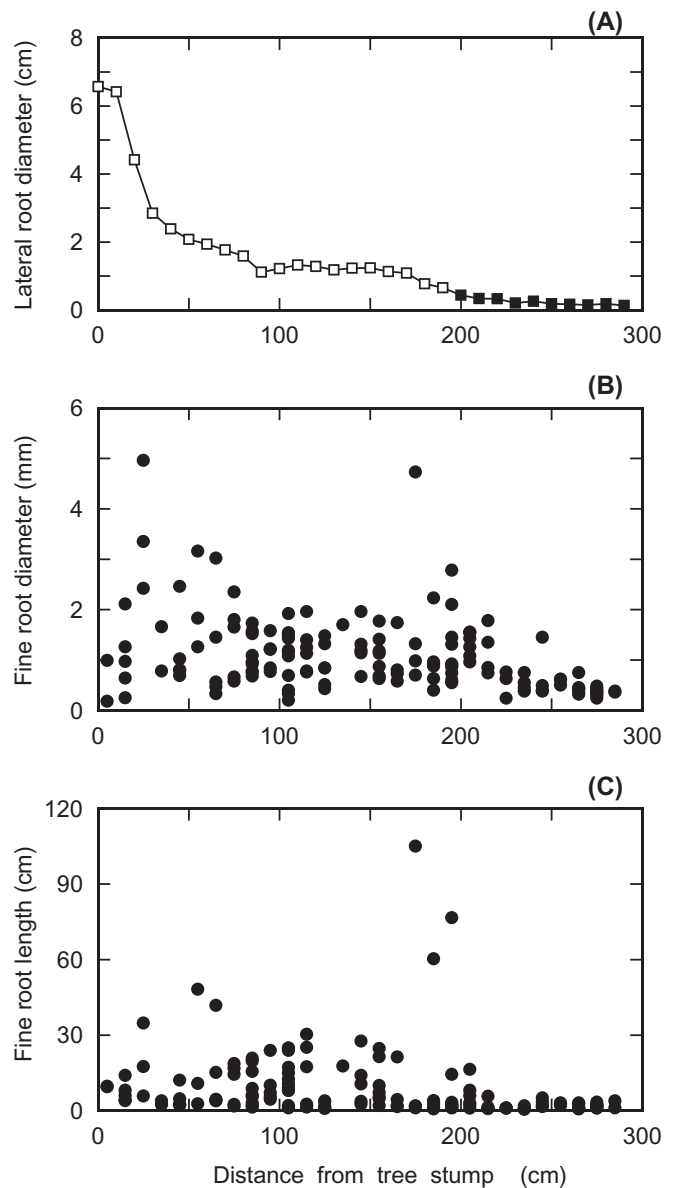 (A)
Lateral root diameter (cm)
8
6
4
2
0
0 100 200 300
(B)
Fine root diameter (mm)
6
4
2
0
0 100 200 300
(C)
Fine root length (cm)
120
90
60
30
0
0 100 200 300
Distance from tree stump (cm)